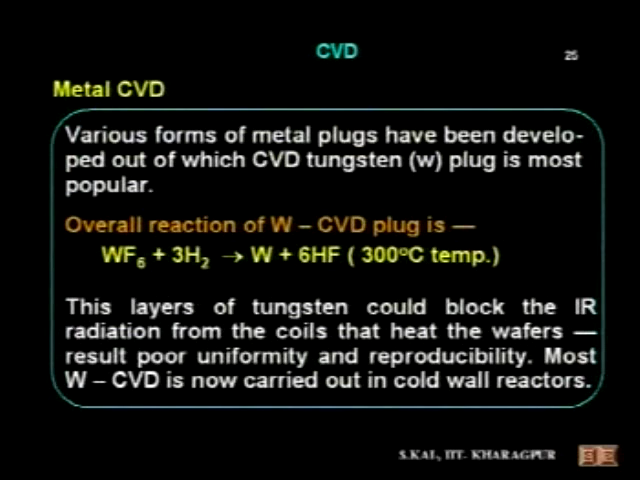 CVD
25
Metal CVD
Various forms of metal plugs have been develo-
ped out of which CVD tungsten (w) plug is most
popular.
Overall reaction of W – CVD plug is —
WF₆ + 3H₂ → W + 6HF ( 300°C temp.)
This layers of tungsten could block the IR
radiation from the coils that heat the wafers —
result poor uniformity and reproducibility. Most
W – CVD is now carried out in cold wall reactors.
S.KAL, IIT- KHARAGPUR